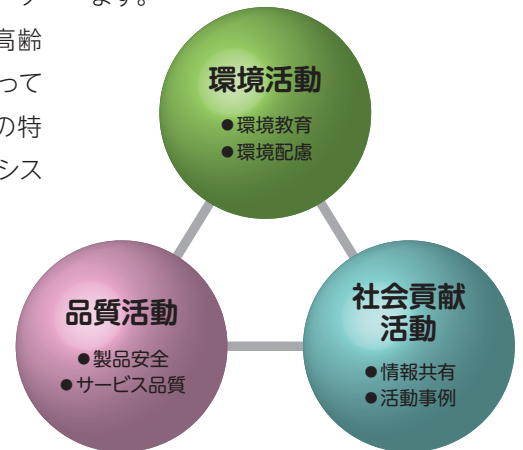 ます。
高齢
って
の特
シス
環境活動
●環境教育
●環境配慮
品質活動
●製品安全
●サービス品質
社会貢献
活動
●情報共有
●活動事例